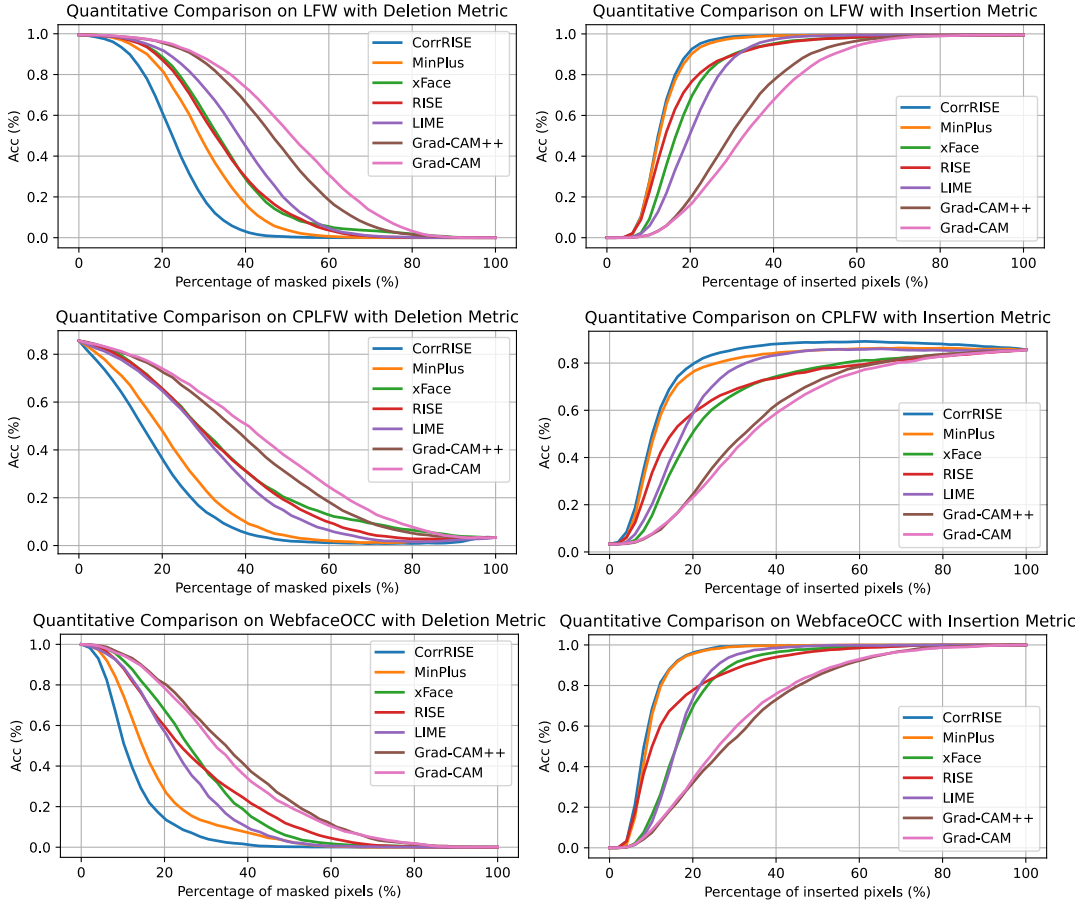 Quantitative Comparison on LFW with Deletion Metric
1.0
0.8
0.6
0.4
0.2
0.0
Acc (%)
CorrRISE
MinPlus
xFace
RISE
LIME
Grad-CAM++
Grad-CAM
0 20 40 60 80 100
Percentage of masked pixels (%)
Quantitative Comparison on LFW with Insertion Metric
1.0
0.8
0.6
0.4
0.2
0.0
Acc (%)
CorrRISE
MinPlus
xFace
RISE
LIME
Grad-CAM++
Grad-CAM
0 20 40 60 80 100
Percentage of inserted pixels (%)
Quantitative Comparison on CPLFW with Deletion Metric
0.8
0.6
0.4
0.2
0.0
Acc (%)
CorrRISE
MinPlus
xFace
RISE
LIME
Grad-CAM++
Grad-CAM
0 20 40 60 80 100
Percentage of masked pixels (%)
Quantitative Comparison on CPLFW with Insertion Metric
0.8
0.6
0.4
0.2
0.0
Acc (%)
CorrRISE
MinPlus
xFace
RISE
LIME
Grad-CAM++
Grad-CAM
0 20 40 60 80 100
Percentage of inserted pixels (%)
Quantitative Comparison on WebfaceOCC with Deletion Metric
1.0
0.8
0.6
0.4
0.2
0.0
Acc (%)
CorrRISE
MinPlus
xFace
RISE
LIME
Grad-CAM++
Grad-CAM
0 20 40 60 80 100
Percentage of masked pixels (%)
Quantitative Comparison on WebfaceOCC with Insertion Metric
1.0
0.8
0.6
0.4
0.2
0.0
Acc (%)
CorrRISE
MinPlus
xFace
RISE
LIME
Grad-CAM++
Grad-CAM
0 20 40 60 80 100
Percentage of inserted pixels (%)